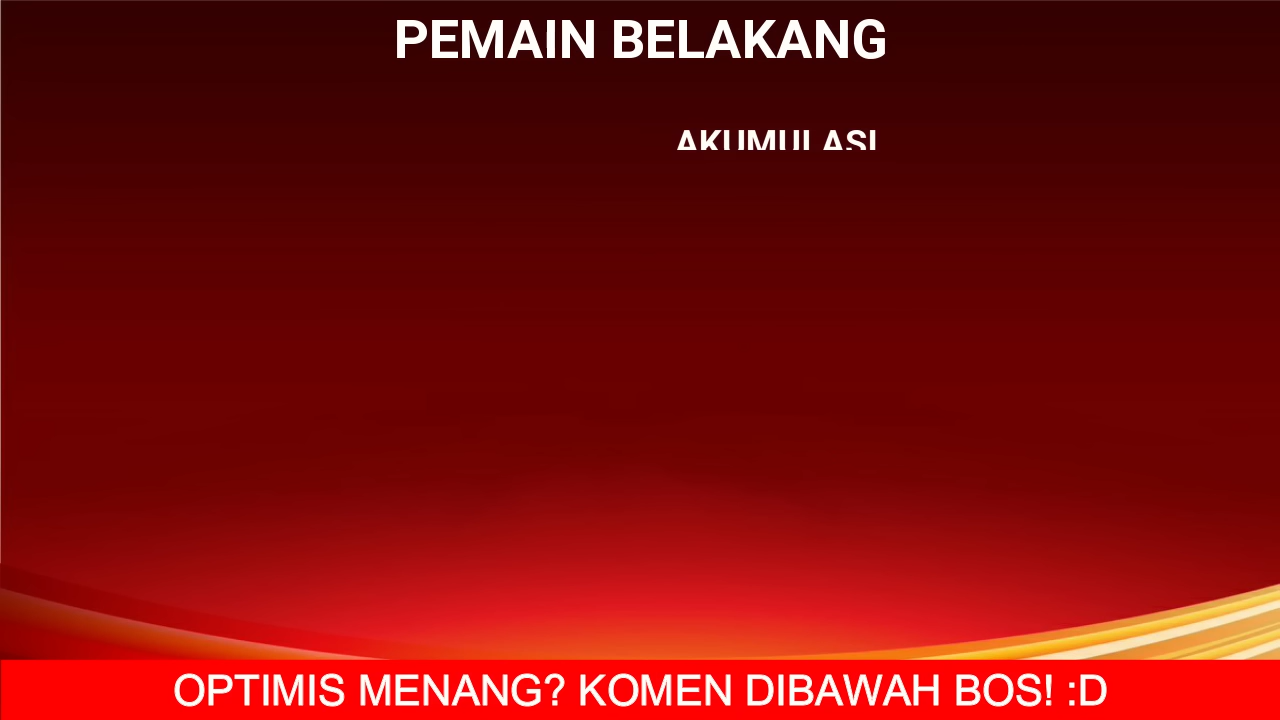 PEMAIN BELAKANG
AKUMULASI
OPTIMIS MENANG? KOMEN DIBAWAH BOS! :D